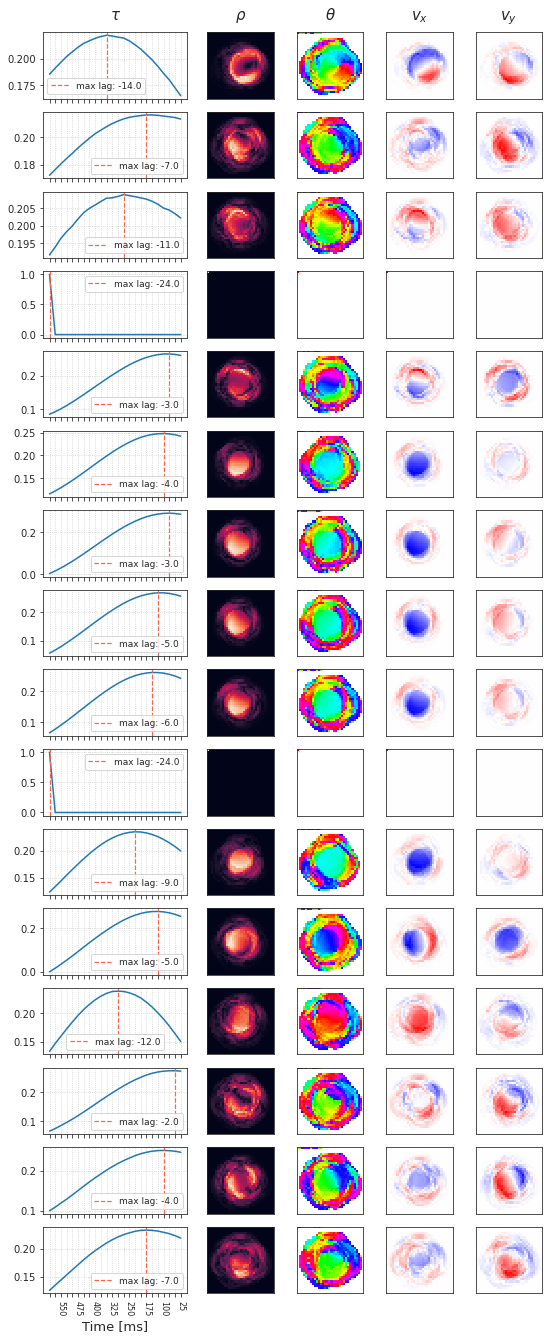 τ ρ θ v_x v_y
0.200
0.175
max lag: -14.0
0.20
0.18
max lag: -7.0
0.205
0.200
0.195
max lag: -11.0
1.0
0.5
0.0
max lag: -24.0
0.2
0.1
max lag: -3.0
0.25
0.20
0.15
max lag: -4.0
0.2
0.0
max lag: -3.0
0.2
0.1
max lag: -5.0
0.2
0.1
max lag: -6.0
1.0
0.5
0.0
max lag: -24.0
0.20
0.15
max lag: -9.0
0.2
0.0
max lag: -5.0
0.20
0.15
max lag: -12.0
0.2
0.1
max lag: -2.0
0.2
0.1
max lag: -4.0
0.20
0.15
max lag: -7.0
550 475 400 325 250 175 100 25
Time [ms]